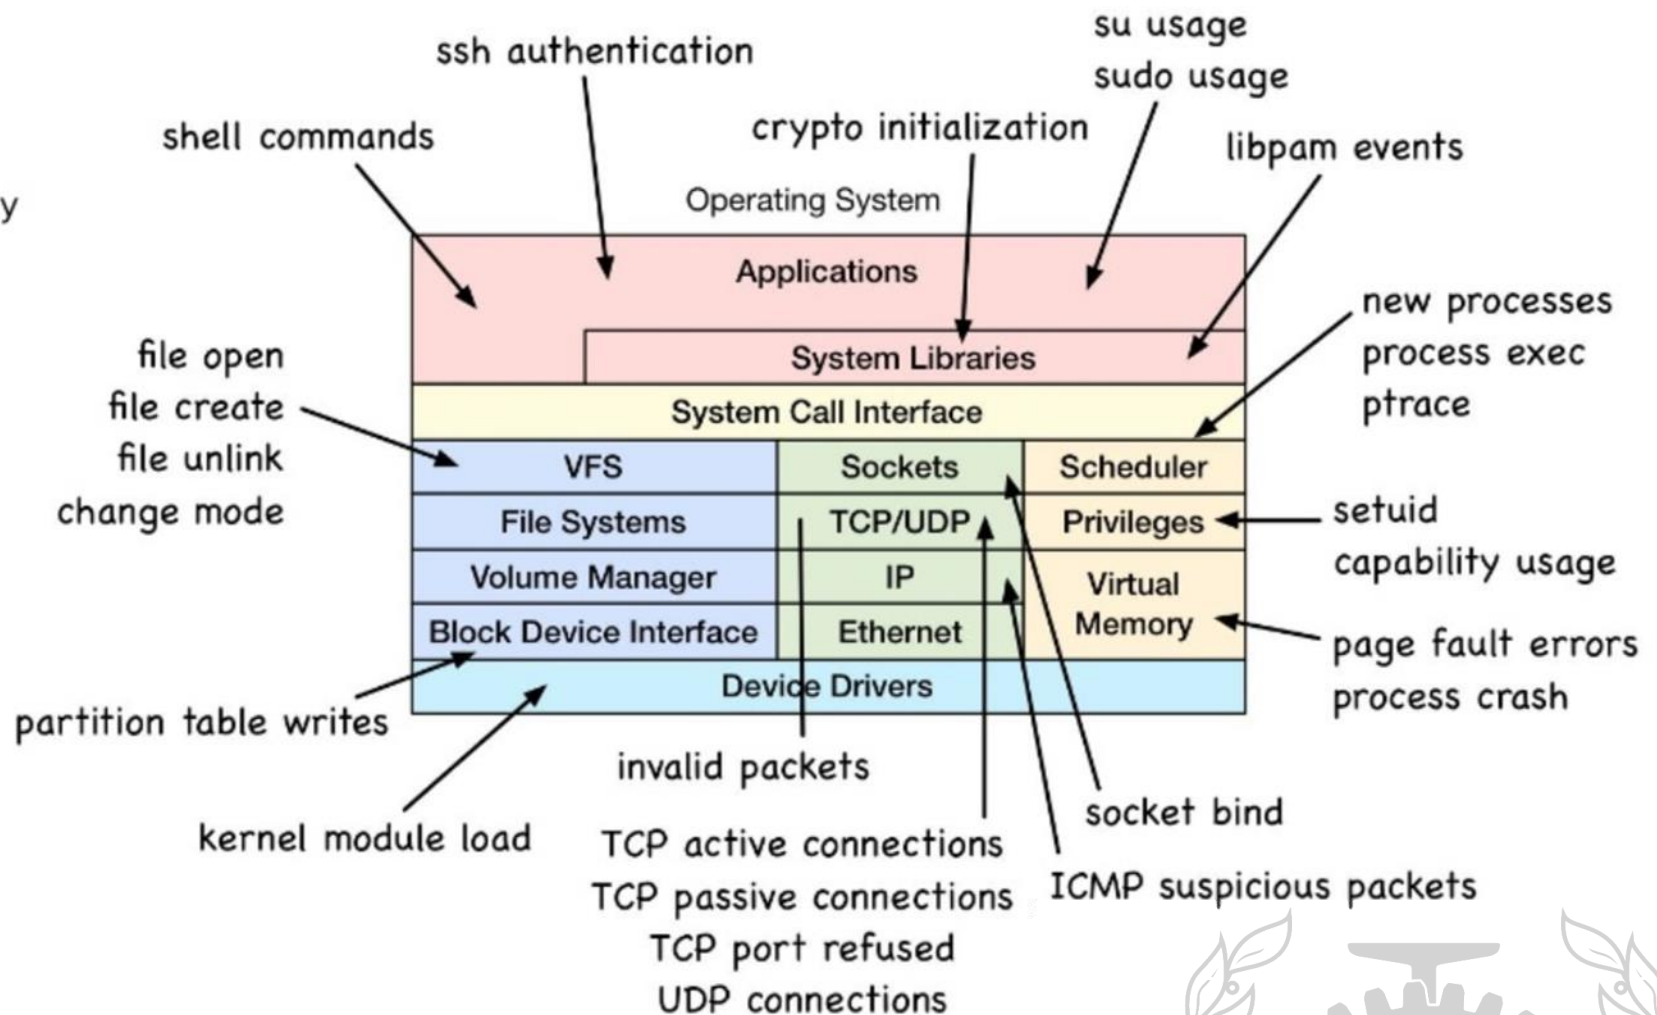 su usage
ssh authentication
sudo usage
crypto initialization
shell commands
libpam events
y
Operating System
Applications
new processes
file open
System Libraries
process exec
file create
System Call Interface
ptrace
file unlink
VFS
Sockets
Scheduler
change mode
File Systems
TCP/UDP
Privileges
setuid
capability usage
Volume Manager
IP
Virtual
Memory
Block Device Interface
Ethernet
page fault errors
Device Drivers
process crash
partition table writes
invalid packets
socket bind
kernel module load
TCP active connections
ICMP suspicious packets
TCP passive connections
TCP port refused
UDP connections